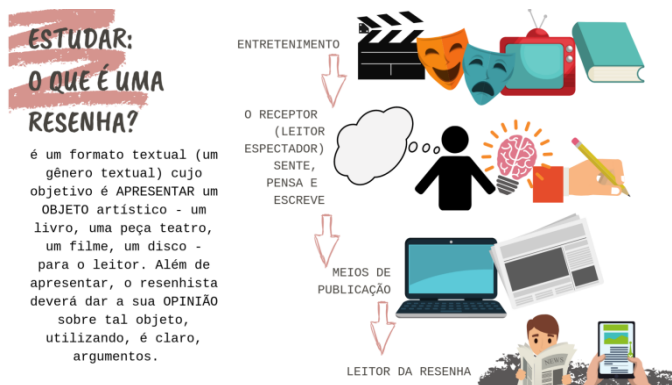 ESTUDAR:
O QUE É UMA
RESENHA?
é um formato textual (um
gênero textual) cujo
objetivo é APRESENTAR um
OBJETO artístico - um
livro, uma peça teatro,
um filme, um disco -
para o leitor. Além de
apresentar, o resenhista
deverá dar a sua OPINIÃO
sobre tal objeto,
utilizando, é claro,
argumentos.
ENTRETENIMENTO
O RECEPTOR
(LEITOR
ESPECTADOR)
SENTE,
PENSA E
ESCREVE
MEIOS DE
PUBLICAÇÃO
LEITOR DA RESENHA
NEWS